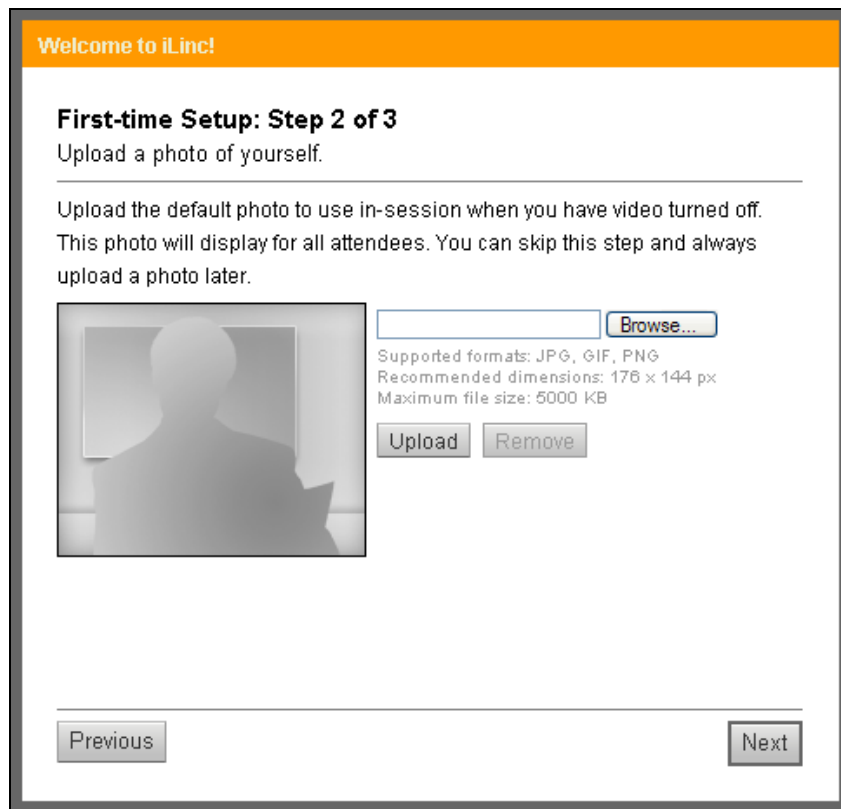 Welcome to iLinc!
First-time Setup: Step 2 of 3
Upload a photo of yourself.
Upload the default photo to use in-session when you have video turned off.
This photo will display for all attendees. You can skip this step and always
upload a photo later.
Browse...
Supported formats: JPG, GIF, PNG
Recommended dimensions: 176 x 144 px
Maximum file size: 5000 KB
Upload Remove
Previous Next